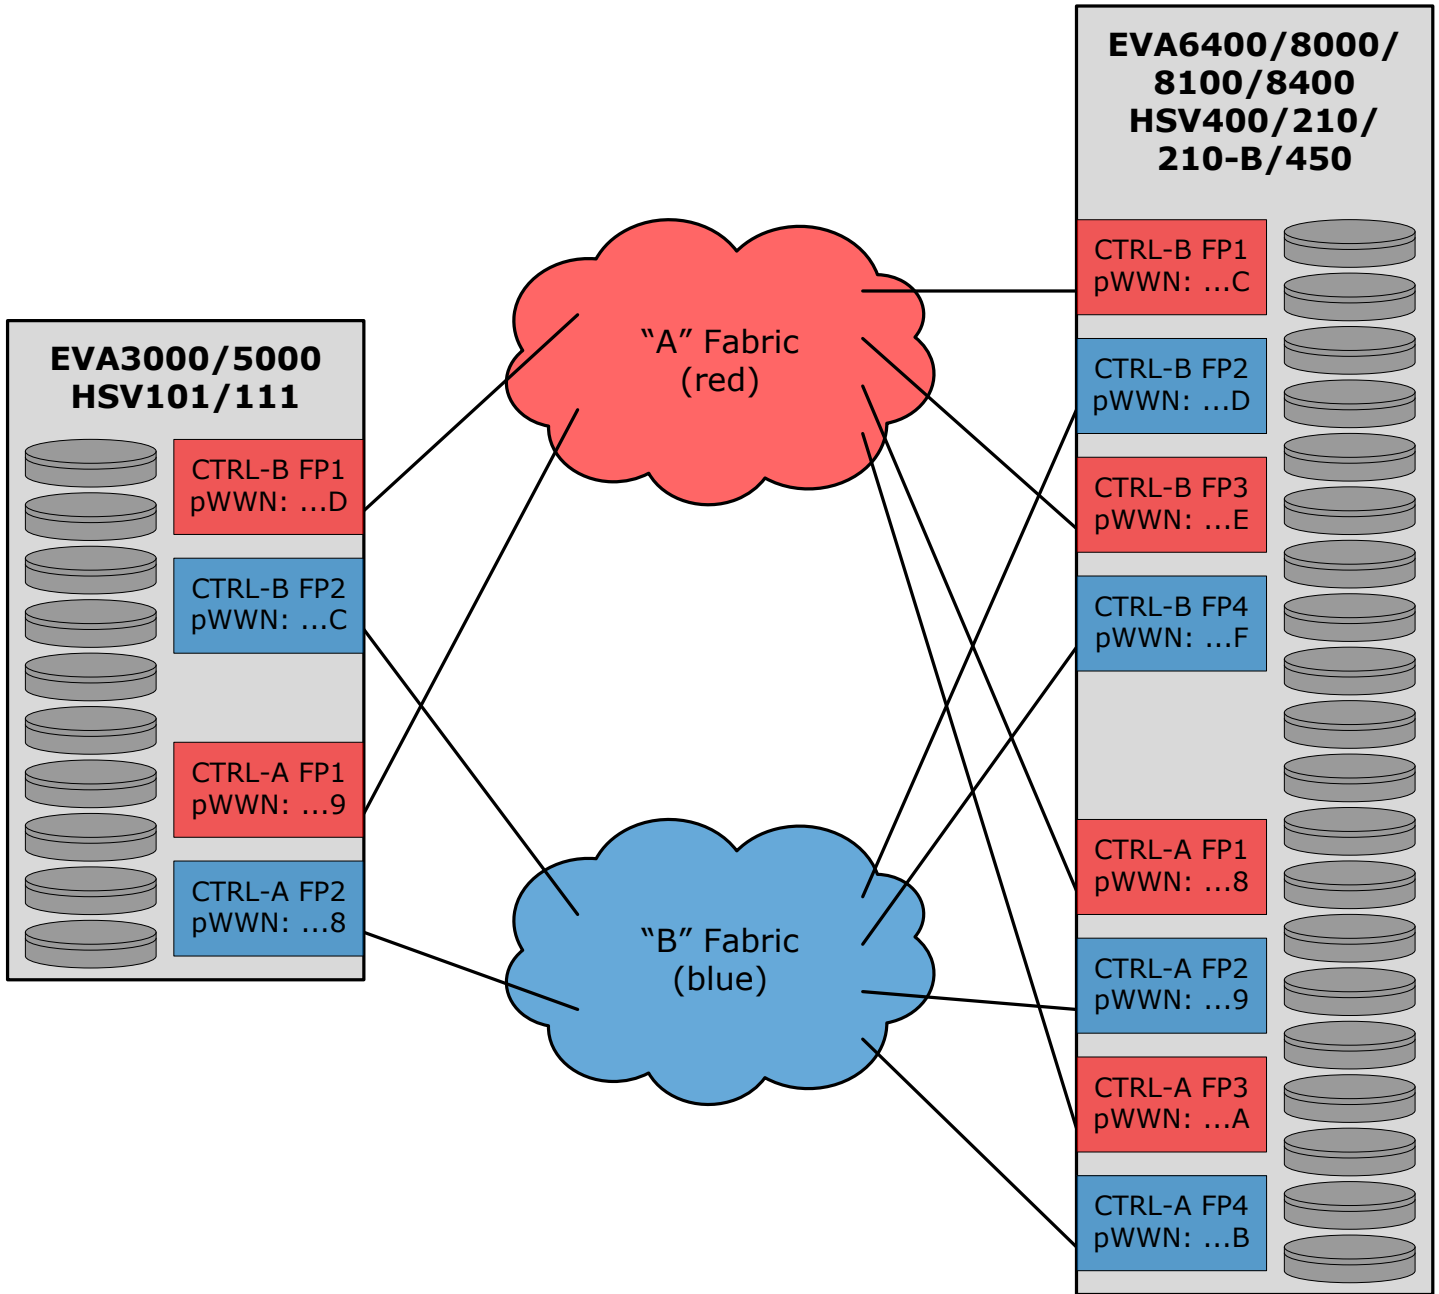 EVA3000/5000
HSV101/111
CTRL-B FP1
pWWN: ...D
CTRL-B FP2
pWWN: ...C
CTRL-A FP1
pWWN: ...9
CTRL-A FP2
pWWN: ...8
“A” Fabric
(red)
“B” Fabric
(blue)
EVA6400/8000/
8100/8400
HSV400/210/
210-B/450
CTRL-B FP1
pWWN: ...C
CTRL-B FP2
pWWN: ...D
CTRL-B FP3
pWWN: ...E
CTRL-B FP4
pWWN: ...F
CTRL-A FP1
pWWN: ...8
CTRL-A FP2
pWWN: ...9
CTRL-A FP3
pWWN: ...A
CTRL-A FP4
pWWN: ...B